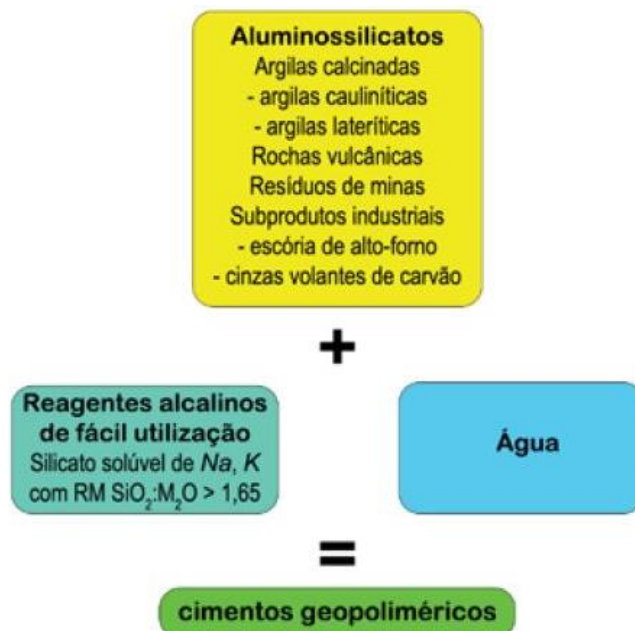 Aluminossilicatos
Argilas calcinadas
- argilas cauliníticas
- argilas lateríticas
Rochas vulcânicas
Resíduos de minas
Subprodutos industriais
- escória de alto-forno
- cinzas volantes de carvão
+
Reagentes alcalinos
de fácil utilização
Silicato solúvel de Na, K
com RM SiO₂:M₂O > 1,65
Água
=
cimentos geopoliméricos